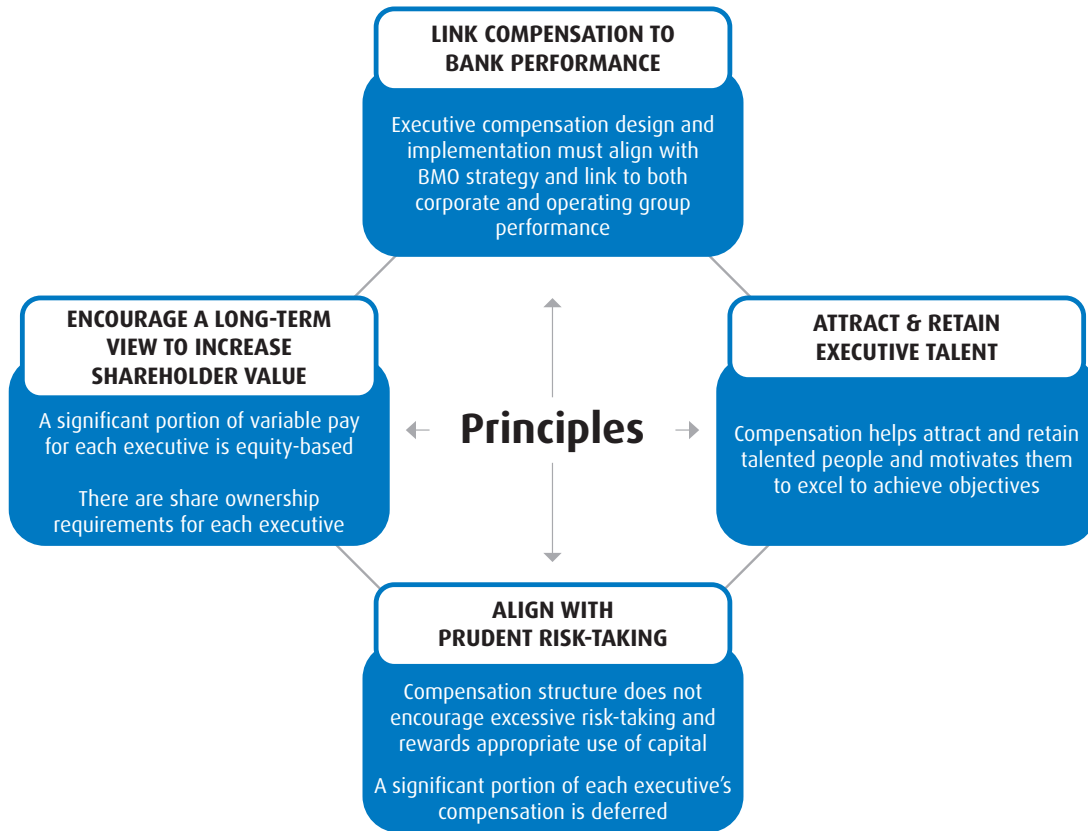 LINK COMPENSATION TO
BANK PERFORMANCE
Executive compensation design and
implementation must align with
BMO strategy and link to both
corporate and operating group
performance
ENCOURAGE A LONG-TERM
VIEW TO INCREASE
SHAREHOLDER VALUE
A significant portion of variable pay
for each executive is equity-based
There are share ownership
requirements for each executive
Principles
ATTRACT & RETAIN
EXECUTIVE TALENT
Compensation helps attract and retain
talented people and motivates them
to excel to achieve objectives
ALIGN WITH
PRUDENT RISK-TAKING
Compensation structure does not
encourage excessive risk-taking and
rewards appropriate use of capital
A significant portion of each executive’s
compensation is deferred